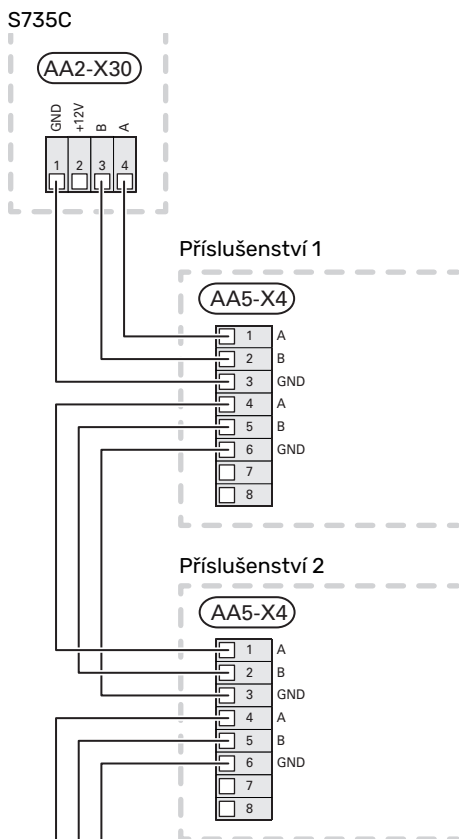 S735C
AA2-X30
GND +12V B A
1 2 3 4
Příslušenství 1
AA5-X4
1 A
2 B
3 GND
4 A
5 B
6 GND
7
8
Příslušenství 2
AA5-X4
1 A
2 B
3 GND
4 A
5 B
6 GND
7
8